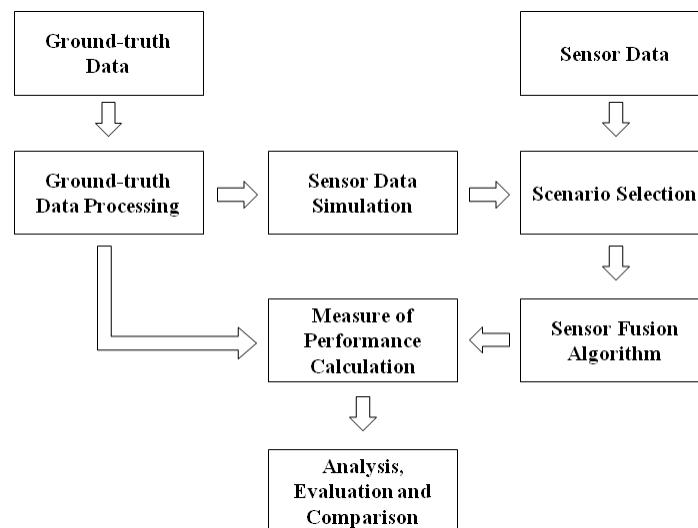 Ground-truth
Data
Sensor Data
Ground-truth
Data Processing
Sensor Data
Simulation
Scenario Selection
Measure of
Performance
Calculation
Sensor Fusion
Algorithm
Analysis,
Evaluation and
Comparison